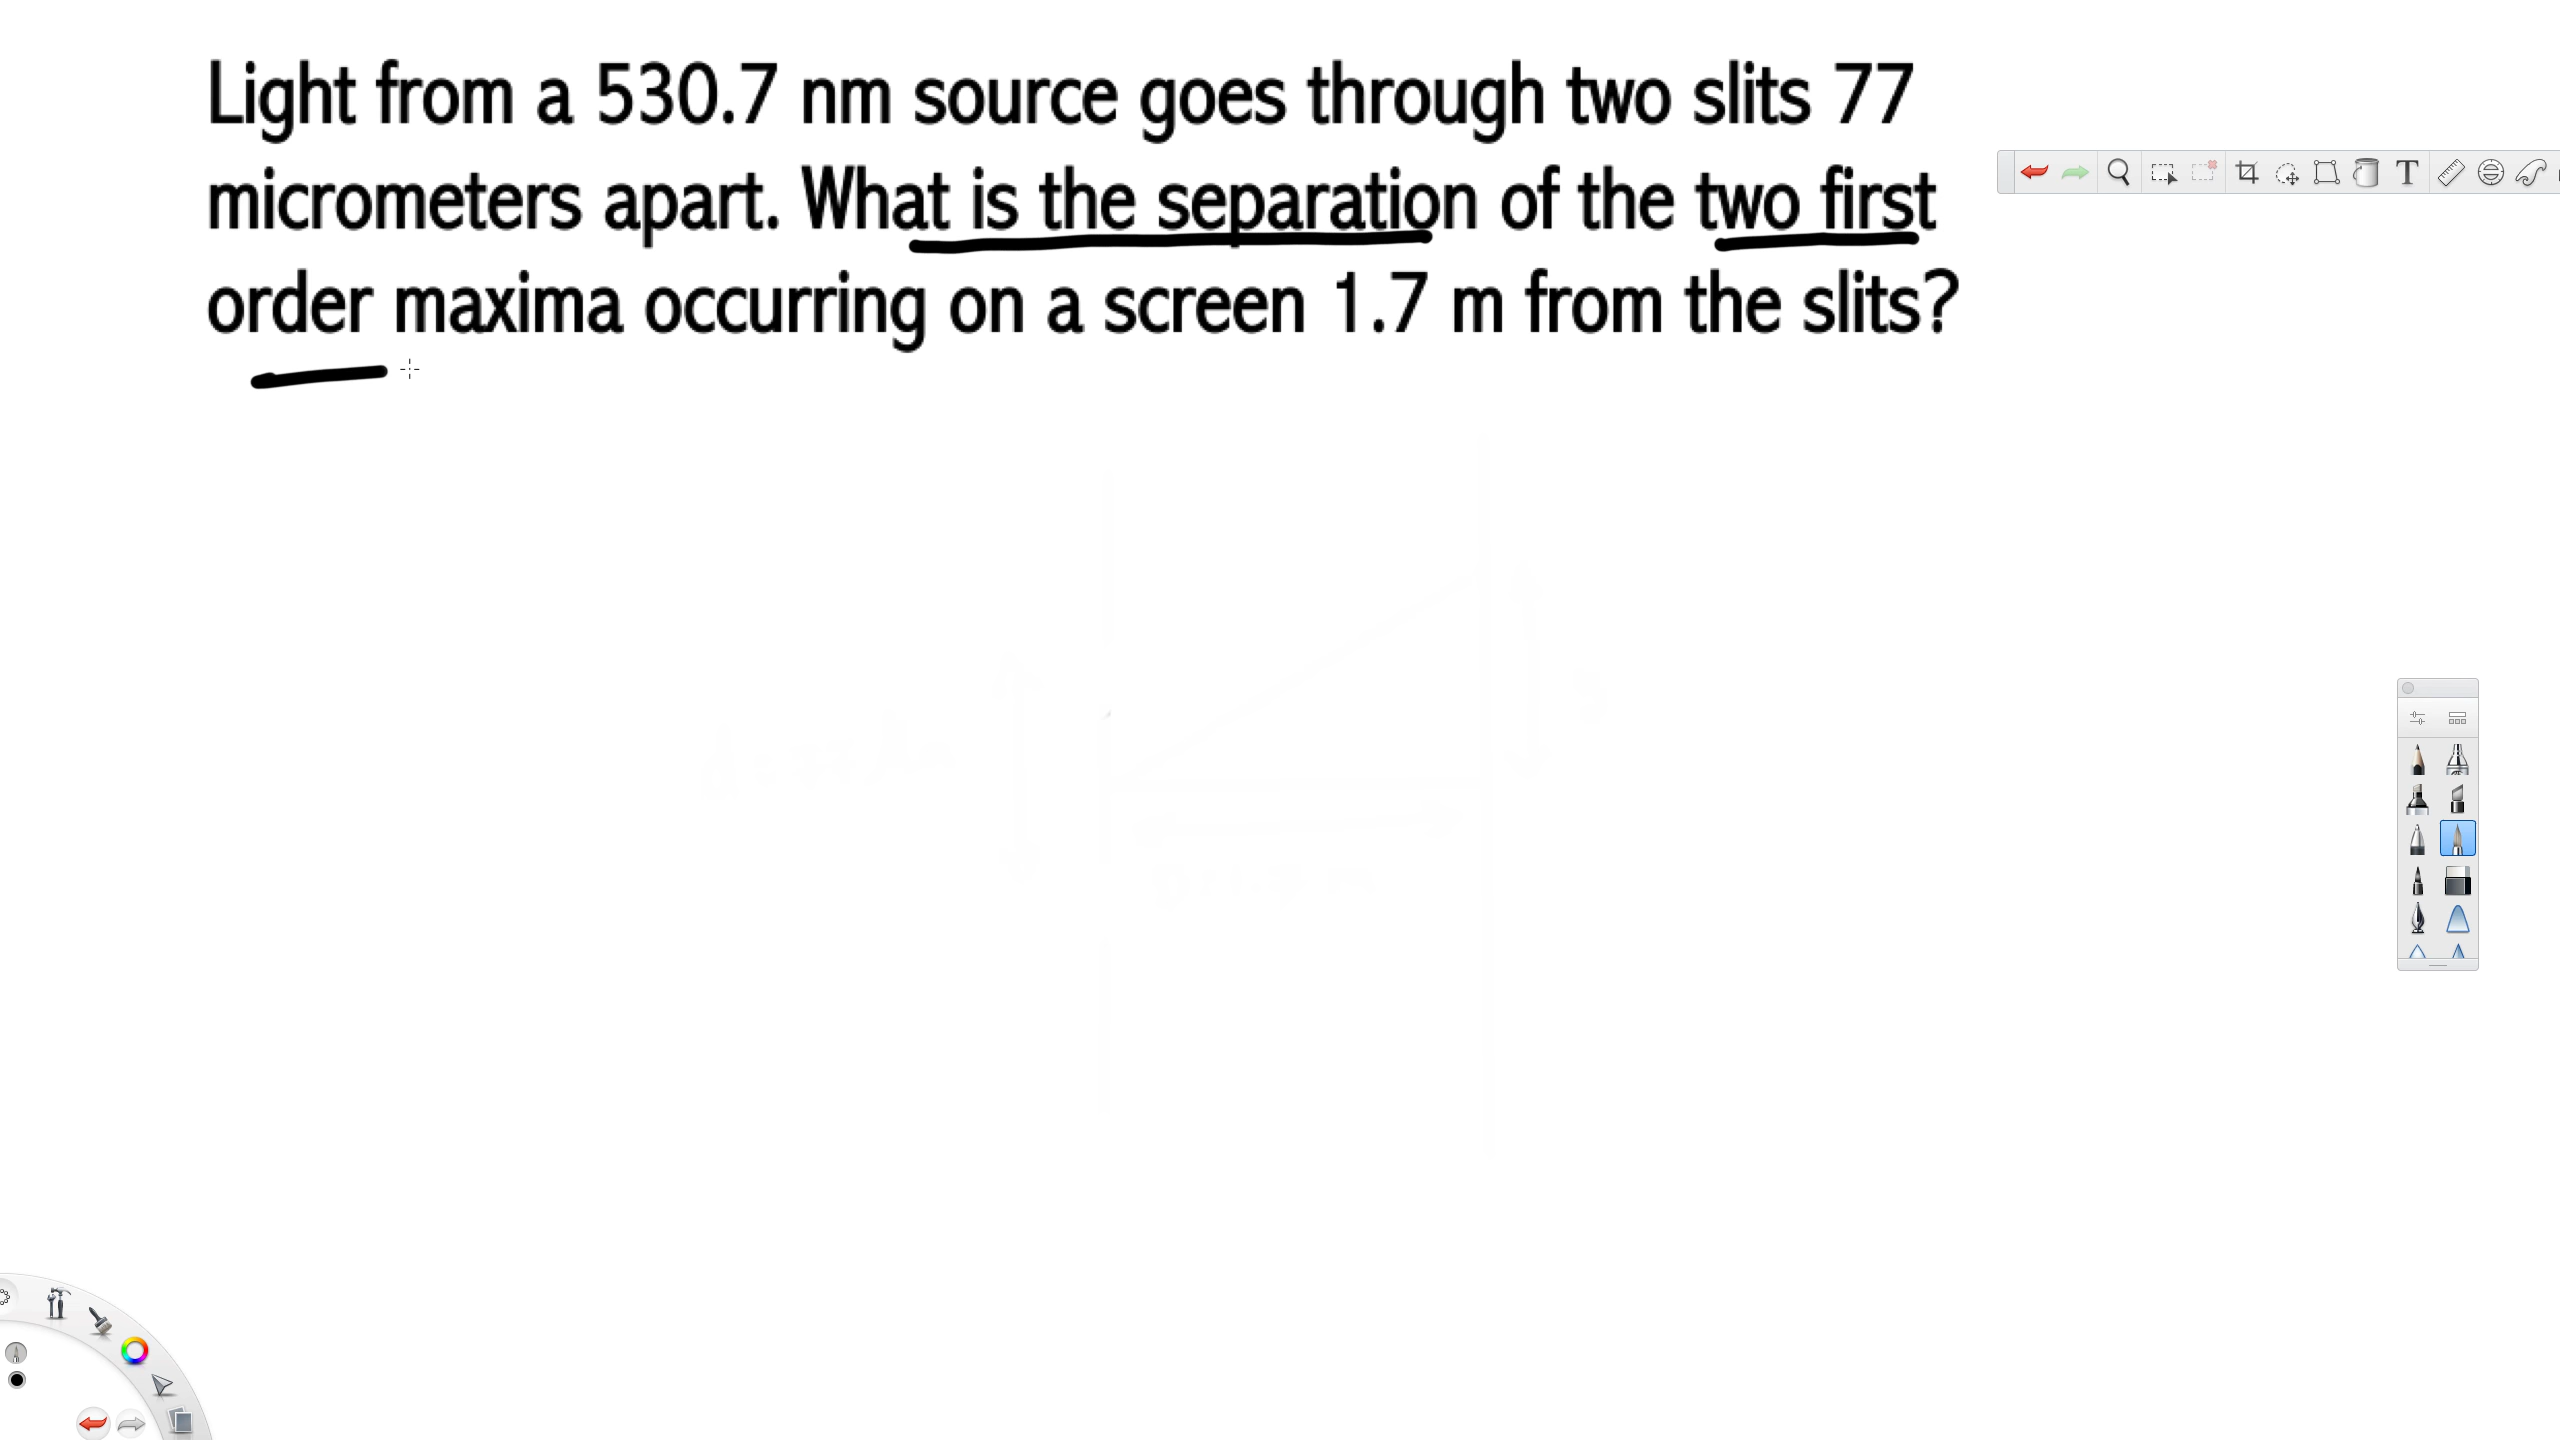 Light from a 530.7 nm source goes through two slits 77
micrometers apart. What is the separation of the two first
order maxima occurring on a screen 1.7 m from the slits?
T